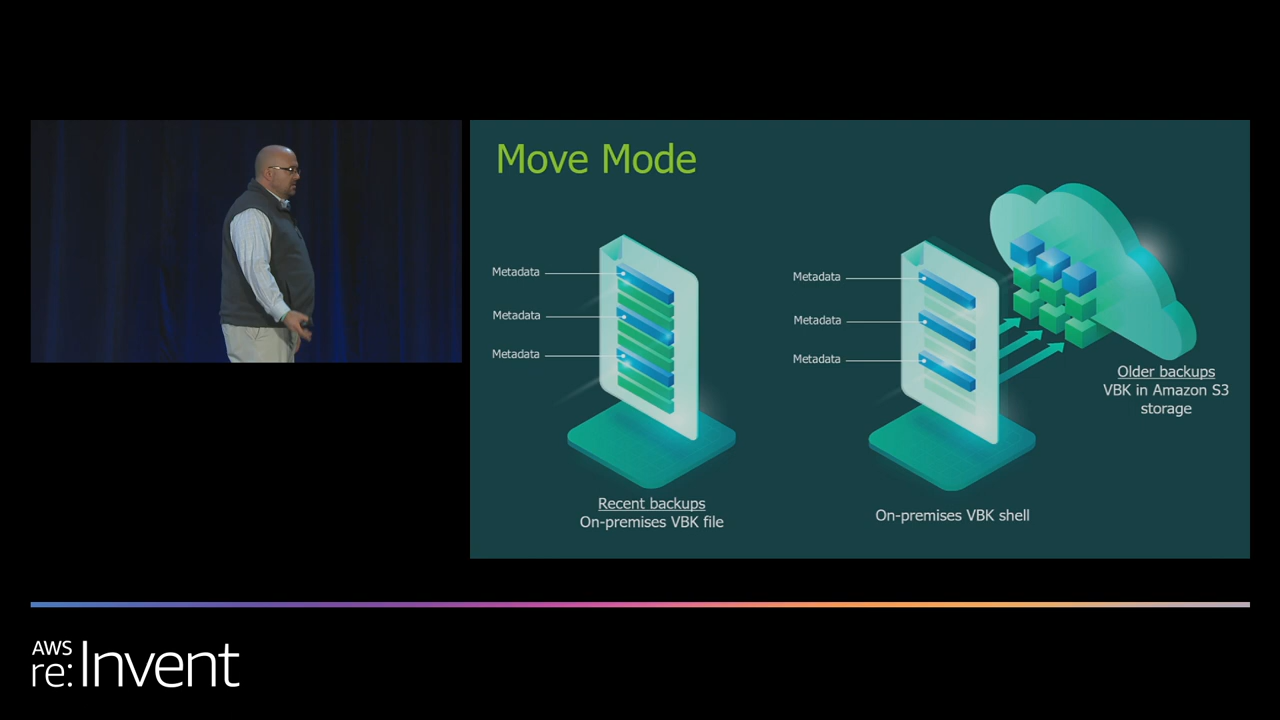 Move Mode
Metadata
Metadata
Metadata
Recent backups
On-premises VBK file
Metadata
Metadata
Metadata
On-premises VBK shell
Older backups
VBK in Amazon S3
storage
AWS
re:Invent